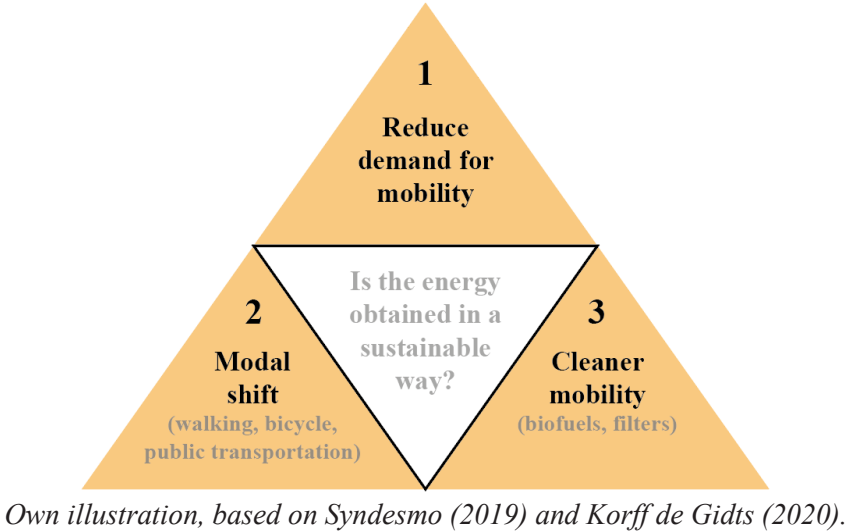 1
Reduce
demand for
mobility
Is the energy
obtained in a
sustainable
way?
2
Modal
shift
(walking, bicycle,
public transportation)
3
Cleaner
mobility
(biofuels, filters)
Own illustration, based on Syndesmo (2019) and Korff de Gidts (2020).